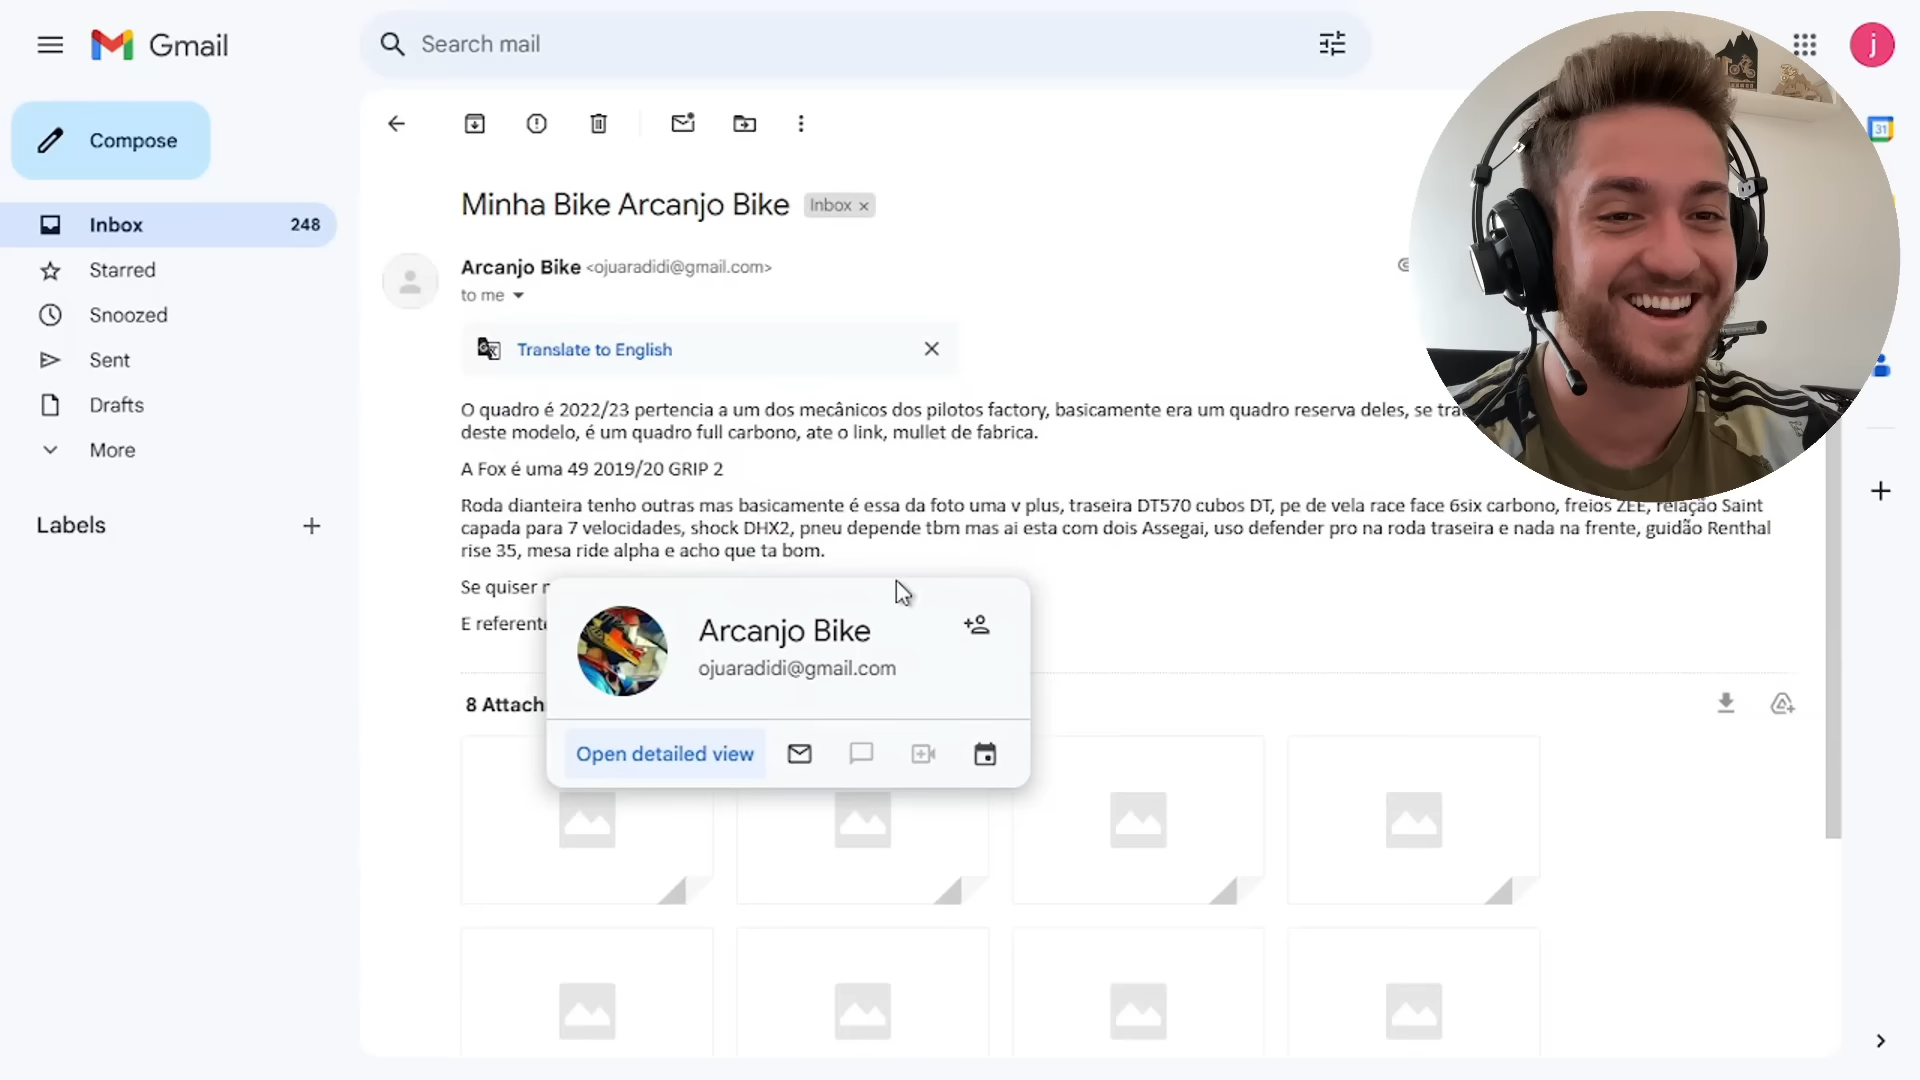 Gmail
Search mail
j
Compose
31
Inbox 248
Starred
Snoozed
Sent
Drafts
More
Labels
Minha Bike Arcanjo Bike Inbox ×
Arcanjo Bike <ojuaradidi@gmail.com>
to me
Translate to English
O quadro é 2022/23 pertencia a um dos mecânicos dos pilotos factory, basicamente era um quadro reserva deles, se
deste modelo, é um quadro full carbono, ate o link, mullet de fabrica.
A Fox é uma 49 2019/20 GRIP 2
Roda dianteira tenho outras mas basicamente é essa da foto uma v plus, traseira DT570 cubos DT, pe de vela race face 6six carbono, freios ZEE, relação Saint
capada para 7 velocidades, shock DHX2, pneu depende tbm mas ai esta com dois Assegai, uso defender pro na roda traseira e nada na frente, guidão Renthal
rise 35, mesa ride alpha e acho que ta bom.
Se quiser
E
Arcanjo Bike
ojuaradidi@gmail.com
8
Open detailed view